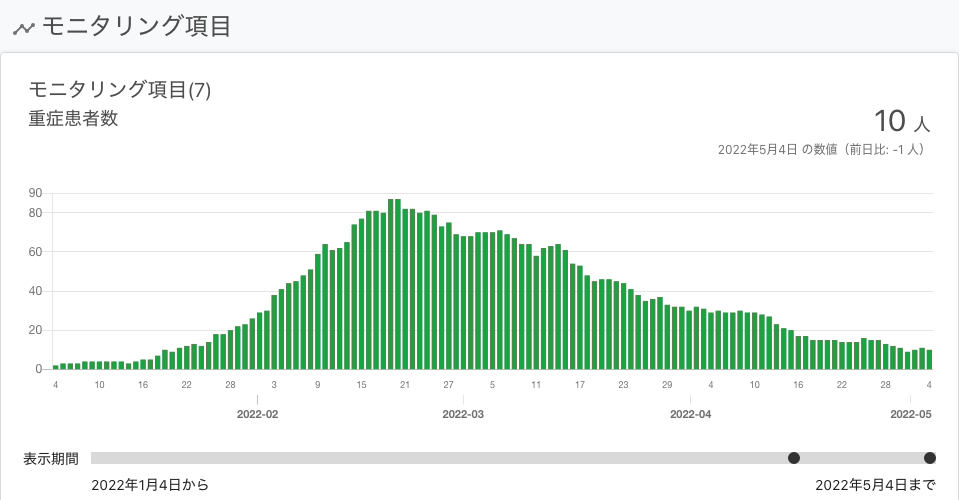 モニタリング項目
モニタリング項目(7)
重症患者数
10 人
2022年5月4日 の数値（前日比: -1 人）
90
80
60
40
20
0
4 10 16 22 28 3 9 15 21 27 5 11 17 23 29 4 10 16 22 28 4
2022-02 2022-03 2022-04 2022-05
表示期間
2022年1月4日から 2022年5月4日まで